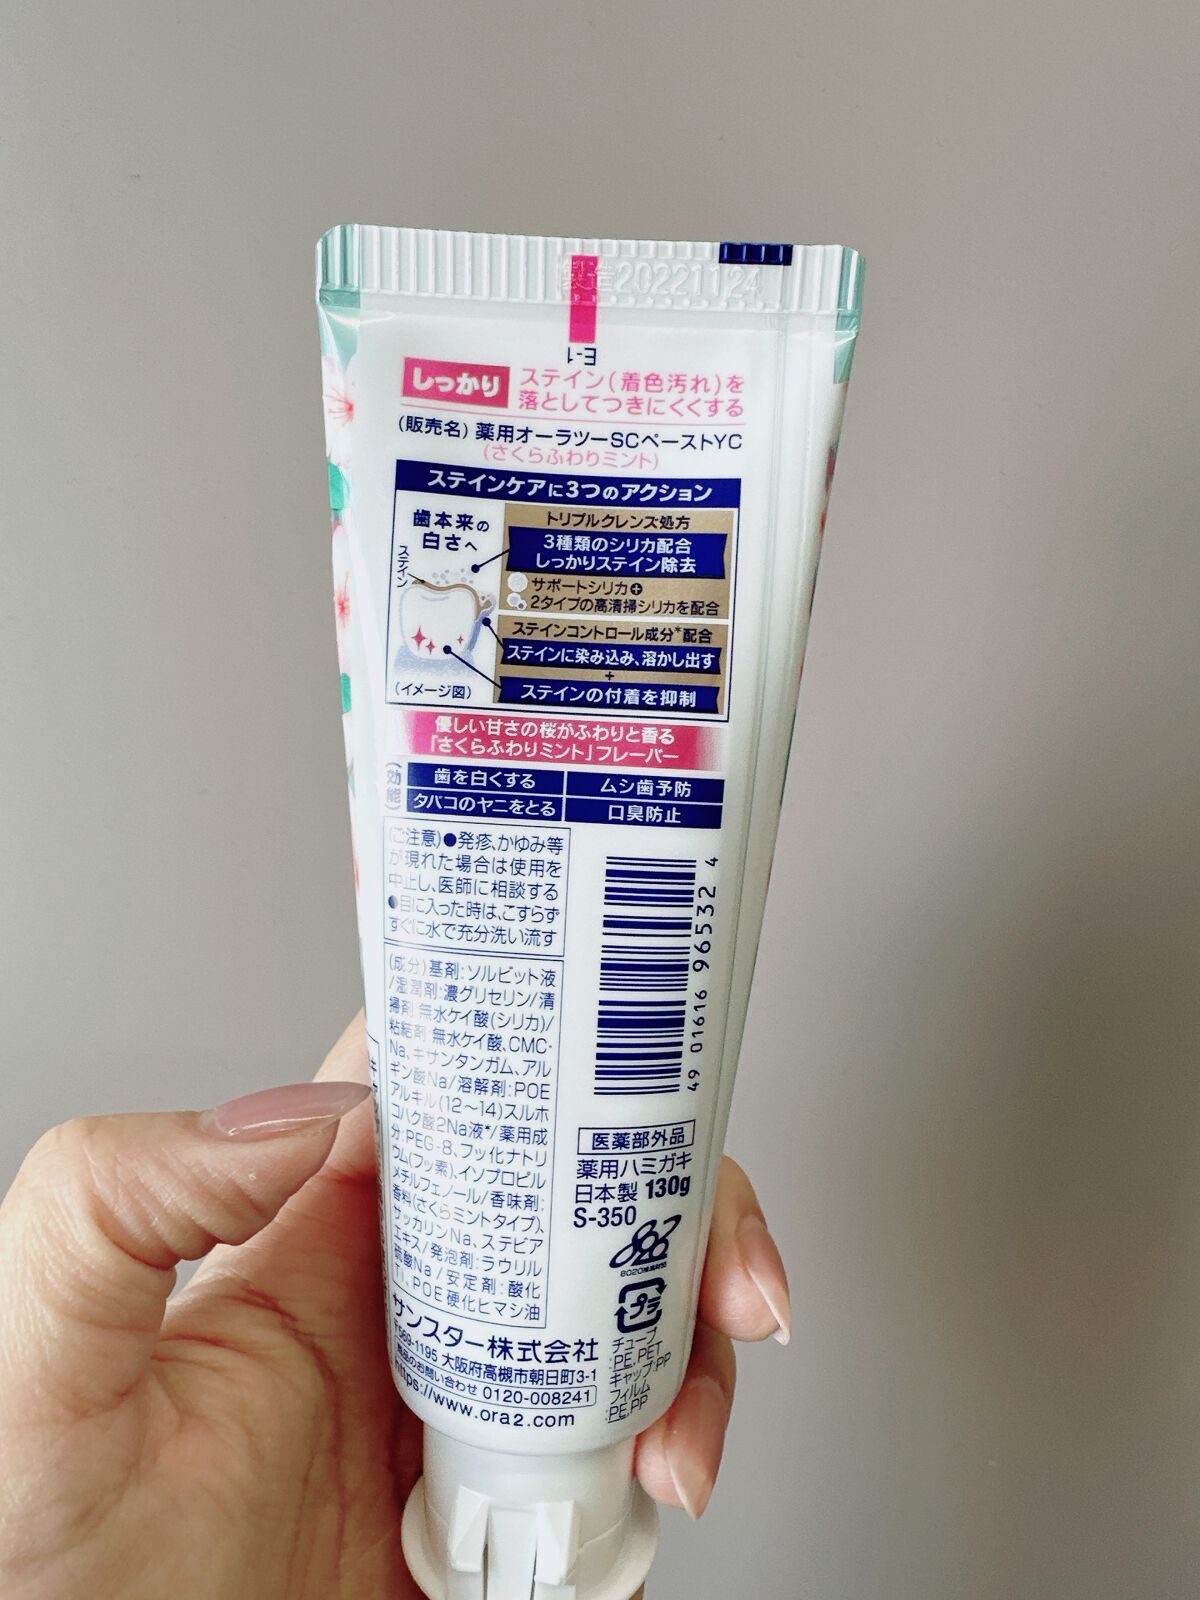 製造20221124
E-1
しっかり
ステイン(着色汚れ)を
落としてつきにくくする
(販売名) 薬用オーラツーSCペーストYC
(さくらふわりミント)
ステインケアに3つのアクション
歯本来の
白さへ
ステイン
(イメージ図)
トリプルクレンズ処方
3種類のシリカ配合
しっかりステイン除去
サポートシリカ+
2タイプの高清掃シリカを配合
ステインコントロール成分*配合
ステインに染み込み、溶かし出す
+
ステインの付着を抑制
優しい甘さの桜がふわりと香る
「さくらふわりミント」フレーバー
(効能)
歯を白くする
ムシ歯予防
タバコのヤニをとる
口臭防止
(ご注意)●発疹、かゆみ等
が現れた場合は使用を
中止し、医師に相談する
●目に入った時は、こすらず
すぐに水で充分洗い流す
(成分)基剤:ソルビット液
/湿潤剤:濃グリセリン/清
掃剤 無水ケイ酸(シリカ)/
粘結剤 無水ケイ酸、CMC・
Na、キサンタンガム、アル
ギン酸Na/溶解剤:POE
アルキル(12〜14)スルホ
コハク酸2Na液*/薬用成
分:PEG-8、フッ化ナトリ
ウム(フッ素)、イソプロピル
メチルフェノール/香味剤:
香料(さくらミントタイプ)、
サッカリンNa、ステビア
エキス/発泡剤:ラウリル
硫酸Na/安定剤:酸化
Ti、POE硬化ヒマシ油
4 901616 965324
医薬部外品
薬用ハミガキ
日本製 130g
S-350
8020推進財団
プラ
チューブ
:PE,PET
キャップ:PP
フィルム
:PE,PP
サンスター株式会社
〒569-1195 大阪府高槻市朝日町3-1
商品のお問い合わせ 0120-008241
https://www.ora2.com